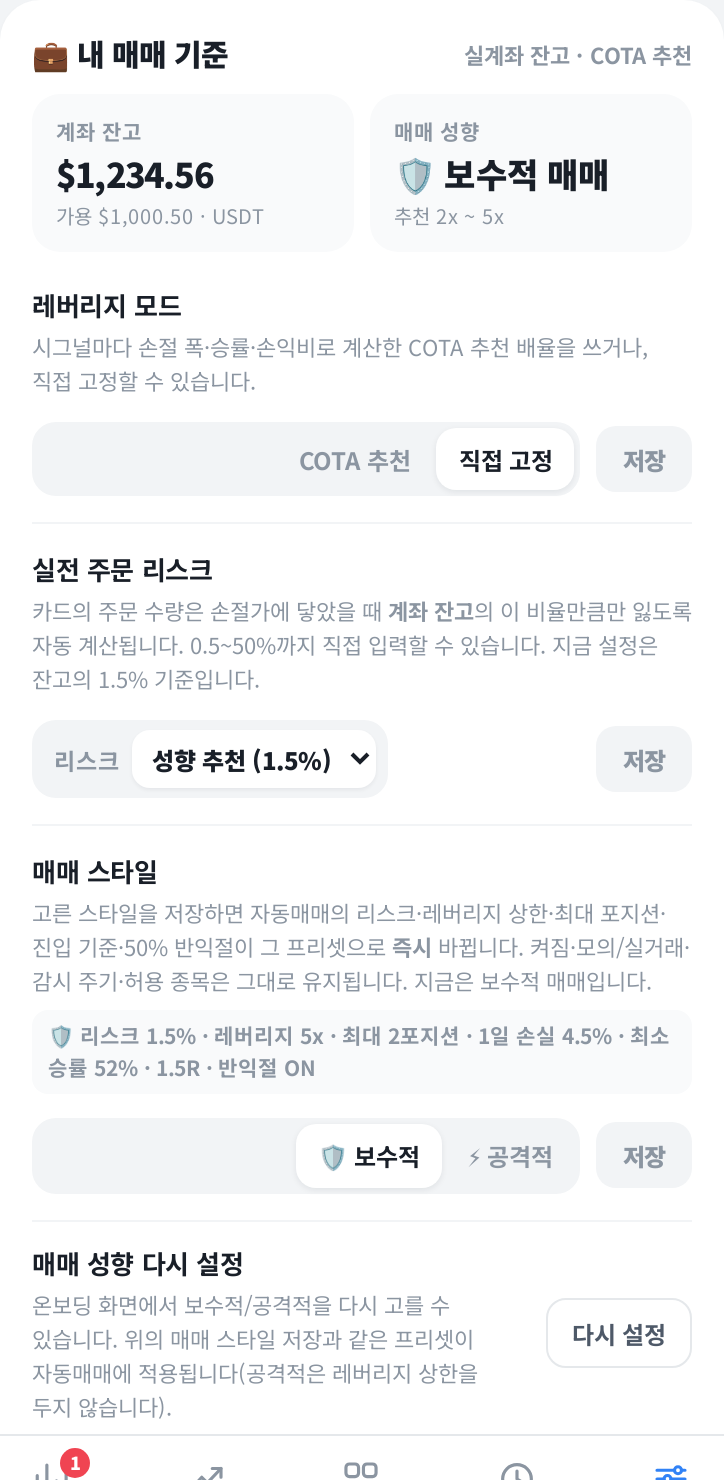 내 매매 기준
실계좌 잔고 · COTA 추천
계좌 잔고
$1,234.56
가용 $1,000.50 · USDT
매매 성향
🛡️ 보수적 매매
추천 2x ~ 5x
레버리지 모드
시그널마다 손절 폭·승률·손익비로 계산한 COTA 추천 배율을 쓰거나,
직접 고정할 수 있습니다.
COTA 추천
직접 고정
저장
실전 주문 리스크
카드의 주문 수량은 손절가에 닿았을 때 계좌 잔고의 이 비율만큼만 잃도록
자동 계산됩니다. 0.5~50%까지 직접 입력할 수 있습니다. 지금 설정은
잔고의 1.5% 기준입니다.
리스크
성향 추천 (1.5%)
저장
매매 스타일
고른 스타일을 저장하면 자동매매의 리스크·레버리지 상한·최대 포지션·
진입 기준·50% 반익절이 그 프리셋으로 즉시 바뀝니다. 켜짐·모의/실거래·
감시 주기·허용 종목은 그대로 유지됩니다. 지금은 보수적 매매입니다.
🛡️ 리스크 1.5% · 레버리지 5x · 최대 2포지션 · 1일 손실 4.5% · 최소
승률 52% · 1.5R · 반익절 ON
🛡️ 보수적
⚡ 공격적
저장
매매 성향 다시 설정
온보딩 화면에서 보수적/공격적을 다시 고를 수
있습니다. 위의 매매 스타일 저장과 같은 프리셋이
자동매매에 적용됩니다(공격적은 레버리지 상한을
두지 않습니다).
다시 설정
1